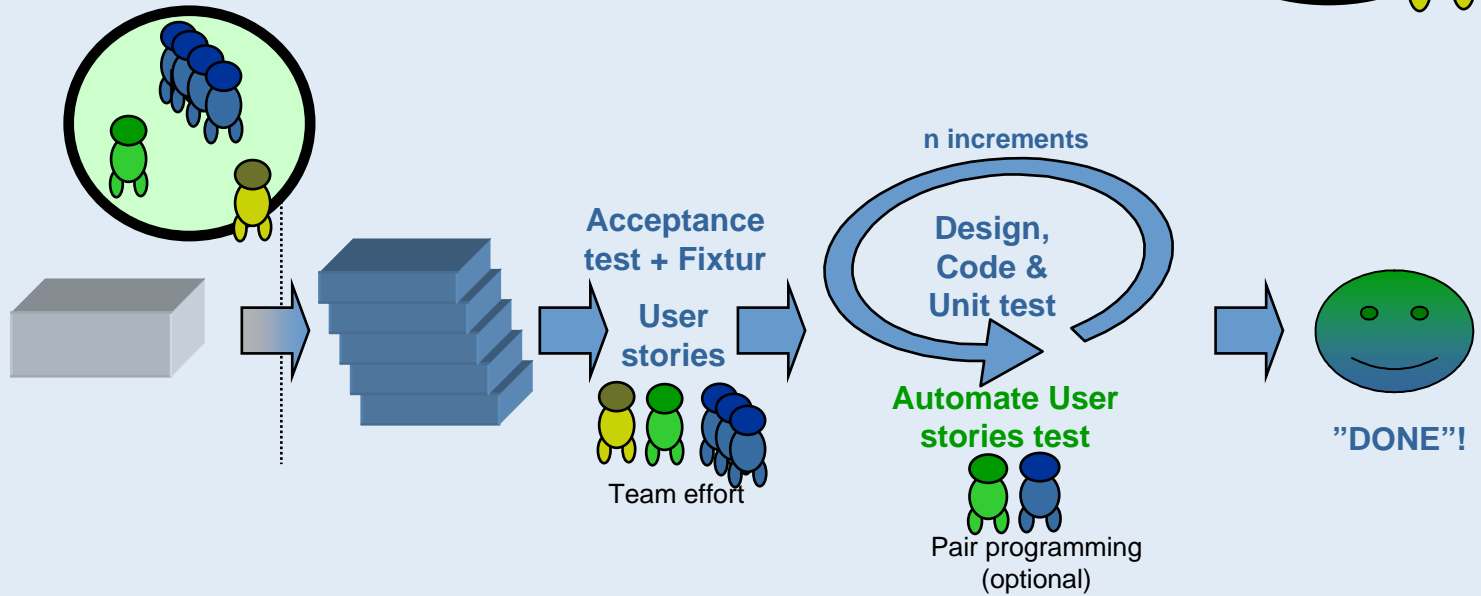 n increments
Acceptance
test + Fixtur
User
stories
Team effort
Design,
Code &
Unit test
Automate User
stories test
Pair programming
(optional)
”DONE”!